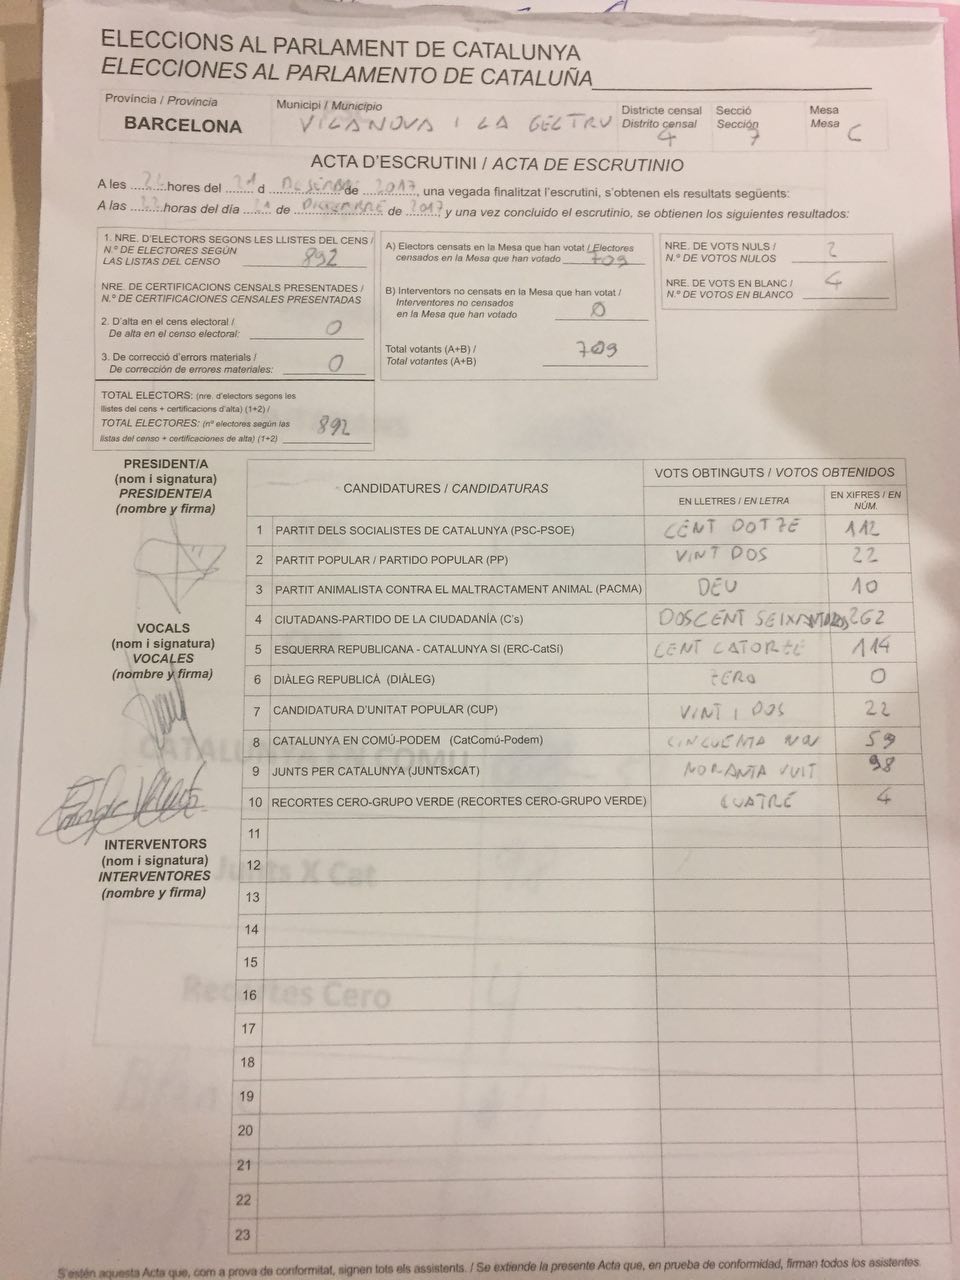 ELECCIONS AL PARLAMENT DE CATALUNYA
ELECCIONES AL PARLAMENTO DE CATALUÑA
Província / Provincia
BARCELONA
Municipi / Municipio
VILANOVA I LA GELTRU
Districte censal
Distrito censal
4
Secció
Sección
7
Mesa
Mesa
C
ACTA D'ESCRUTINI / ACTA DE ESCRUTINIO
A les ...... hores del 21 d DESEMBRE de 2017, una vegada finalitzat l'escrutini, s'obtenen els resultats següents:
A las 22 horas del día 21 de DICIEMBRE de 2017 y una vez concluido el escrutinio, se obtienen los siguientes resultados:
1. NRE. D'ELECTORS SEGONS LES LLISTES DEL CENS /
N.º DE ELECTORES SEGÚN
LAS LISTAS DEL CENSO 892
NRE. DE CERTIFICACIONS CENSALS PRESENTADES /
N.º DE CERTIFICACIONES CENSALES PRESENTADAS
2. D'alta en el cens electoral /
De alta en el censo electoral: 0
3. De correcció d'errors materials /
De corrección de errores materiales: 0
TOTAL ELECTORS: (nre. d'electors segons les
llistes del cens + certificacions d'alta) (1+2)/
TOTAL ELECTORES: (nº electores según las
listas del censo + certificaciones de alta) (1+2) 892
A) Electors censats en la Mesa que han votat / Electores
censados en la Mesa que han votado 709
B) Interventors no censats en la Mesa que han votat /
Interventores no censados
en la Mesa que han votado 0
Total votants (A+B) /
Total votantes (A+B) 709
NRE. DE VOTS NULS /
N.º DE VOTOS NULOS 2
NRE. DE VOTS EN BLANC /
N.º DE VOTOS EN BLANCO 4
PRESIDENT/A
(nom i signatura)
PRESIDENTE/A
(nombre y firma)
VOCALS
(nom i signatura)
VOCALES
(nombre y firma)
INTERVENTORS
(nom i signatura)
INTERVENTORES
(nombre y firma)
CANDIDATURES / CANDIDATURAS
VOTS OBTINGUTS / VOTOS OBTENIDOS
EN LLETRES / EN LETRA
EN XIFRES / EN NÚM.
1 PARTIT DELS SOCIALISTES DE CATALUNYA (PSC-PSOE) CENT DOTZE 112
2 PARTIT POPULAR / PARTIDO POPULAR (PP) VINT DOS 22
3 PARTIT ANIMALISTA CONTRA EL MALTRACTAMENT ANIMAL (PACMA) DEU 10
4 CIUTADANS-PARTIDO DE LA CIUDADANÍA (C's) DOSCENT SEIXANTADOS 262
5 ESQUERRA REPUBLICANA - CATALUNYA SI (ERC-CatSí) CENT CATORZE 114
6 DIÀLEG REPUBLICÀ (DIÀLEG) ZERO 0
7 CANDIDATURA D'UNITAT POPULAR (CUP) VINT I DOS 22
8 CATALUNYA EN COMÚ-PODEM (CatComú-Podem) CINCUENTA NOU 59
9 JUNTS PER CATALUNYA (JUNTSxCAT) NORANTA VUIT 98
10 RECORTES CERO-GRUPO VERDE (RECORTES CERO-GRUPO VERDE) CUATRE 4
11
12
13
14
15
16
17
18
19
20
21
22
23
Junts X Cat
Recortes Cero
S'estén aquesta Acta que, com a prova de conformitat, signen tots els assistents. / Se extiende la presente Acta que, en prueba de conformidad, firman todos los asistentes.